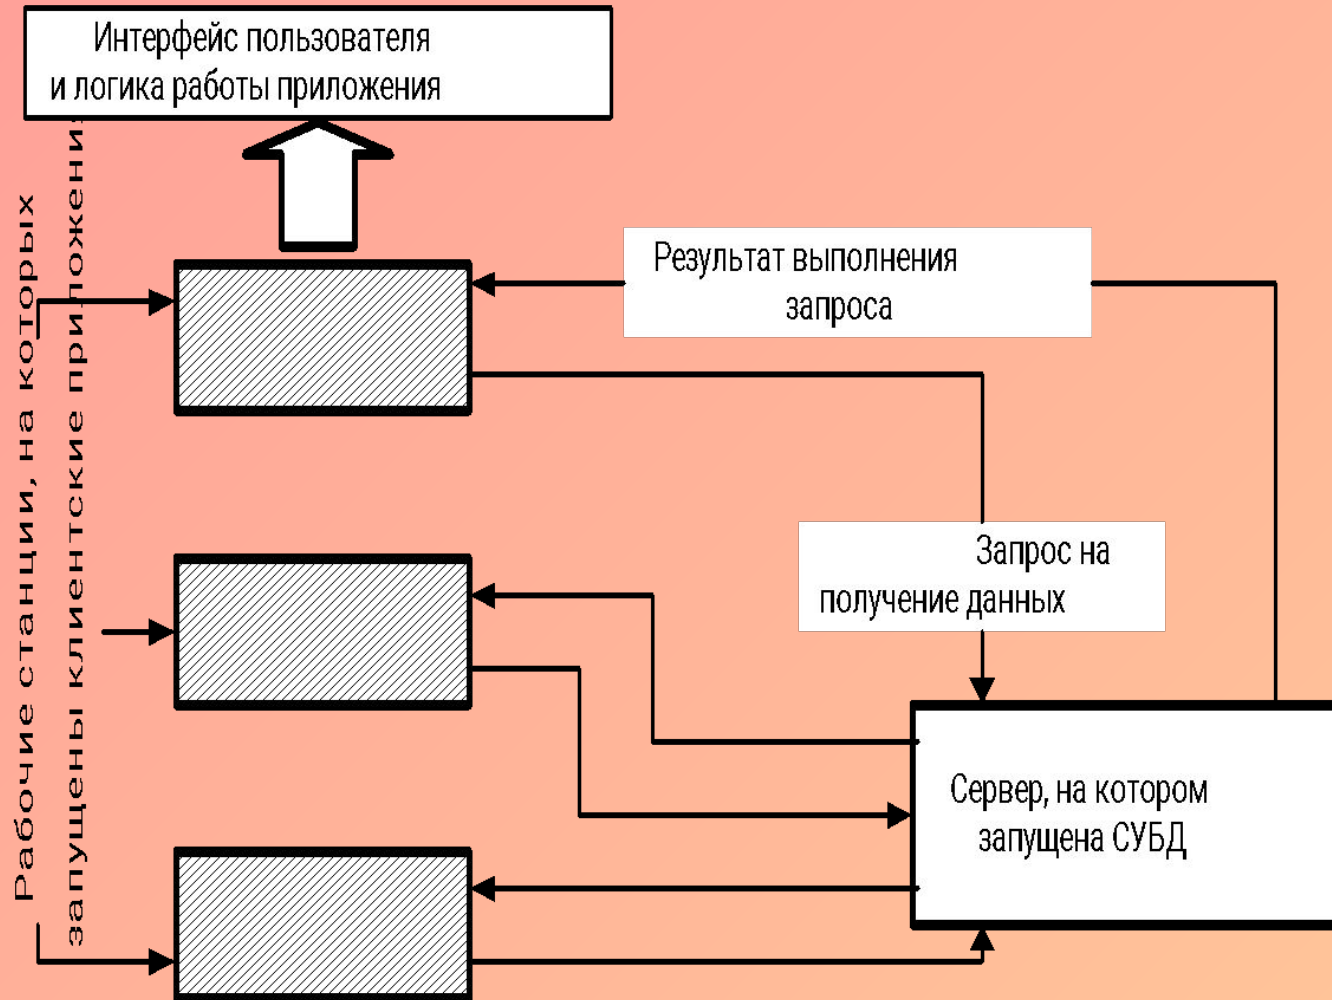 Интерфейс пользователя
и логика работы приложения
Рабочие станции, на которых
запущены клиентские приложения
Результат выполнения
запроса
Запрос на
получение данных
Сервер, на котором
запущена СУБД